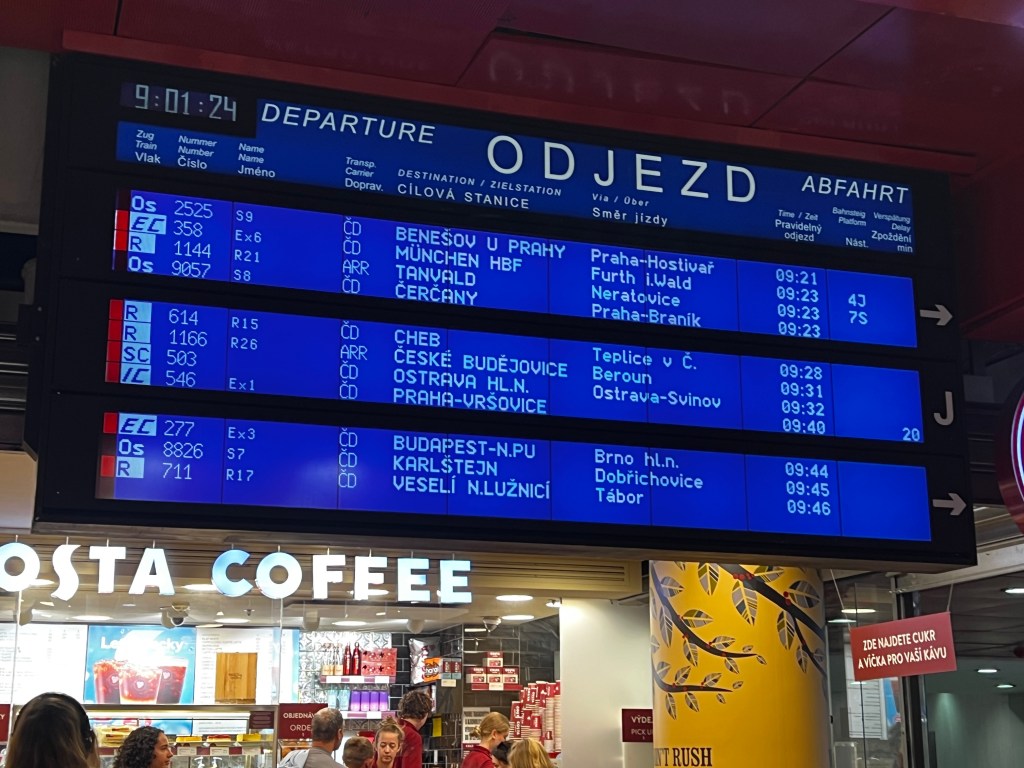 9:01:24
DEPARTURE ODJEZD ABFAHRT
Zug Train Vlak
Nummer Number Číslo
Name Name Jméno
Transp. Carrier Doprav.
DESTINATION / ZIELSTATION
CÍLOVÁ STANICE
Via / Über
Směr jízdy
Time / Zeit Pravidelný odjezd
Bahnsteig Platform Nást.
Verspätung Delay Zpoždění min
Os 2525 S9 ČD BENEŠOV U PRAHY Praha-Hostivař 09:21
EC 358 Ex6 ČD MÜNCHEN HBF Furth i.Wald 09:23 4J
R 1144 R21 ARR TANVALD Neratovice 09:23 7S
Os 9057 S8 ČD ČERČANY Praha-Braník 09:23
R 614 R15 ČD CHEB Teplice v Č. 09:28
R 1166 R26 ARR ČESKÉ BUDĚJOVICE Beroun 09:31
SC 503 ČD OSTRAVA HL.N. Ostrava-Svinov 09:32
IC 546 Ex1 ČD PRAHA-VRŠOVICE 09:40 20
J
EC 277 Ex3 ČD BUDAPEST-N.PU Brno hl.n. 09:44
Os 8826 S7 ČD KARLŠTEJN Dobřichovice 09:45
R 711 R17 ČD VESELÍ N.LUŽNICÍ Tábor 09:46
OSTA COFFEE
ZDE NAJDETE CUKR
A VÍČKA PRO VAŠI KÁVU
OBJEDNÁV
ORDE
VÝDE
PICK U
N'T RUSH